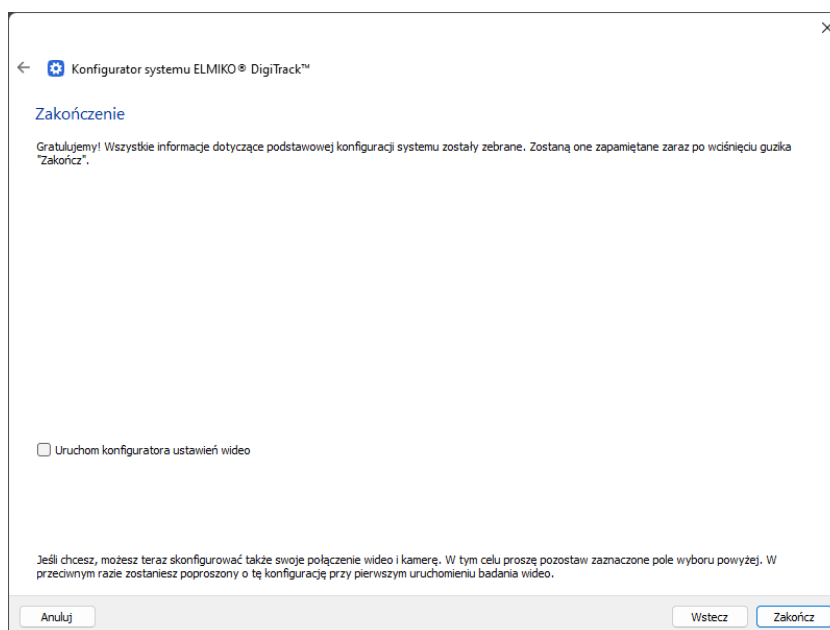 Konfigurator systemu ELMIKO® DigiTrack™
Zakończenie
Gratulujemy! Wszystkie informacje dotyczące podstawowej konfiguracji systemu zostały zebrane. Zostaną one zapamiętane zaraz po wciśnięciu guzika
"Zakończ".
Uruchom konfiguratora ustawień wideo
Jeśli chcesz, możesz teraz skonfigurować także swoje połączenie wideo i kamerę. W tym celu proszę pozostaw zaznaczone pole wyboru powyżej. W
przeciwnym razie zostaniesz poproszony o tę konfigurację przy pierwszym uruchomieniu badania wideo.
Anuluj Wstecz Zakończ